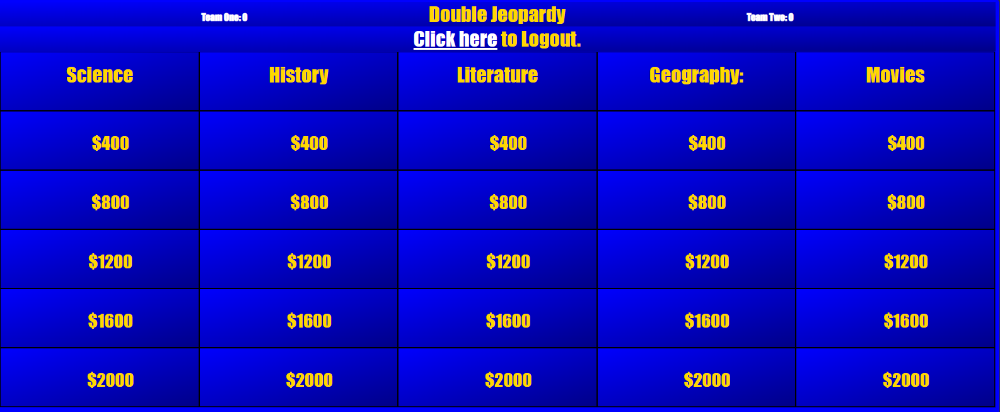 Team One: 0 Double Jeopardy Team Two: 0
Click here to Logout.
Science History Literature Geography: Movies
$400 $400 $400 $400 $400
$800 $800 $800 $800 $800
$1200 $1200 $1200 $1200 $1200
$1600 $1600 $1600 $1600 $1600
$2000 $2000 $2000 $2000 $2000